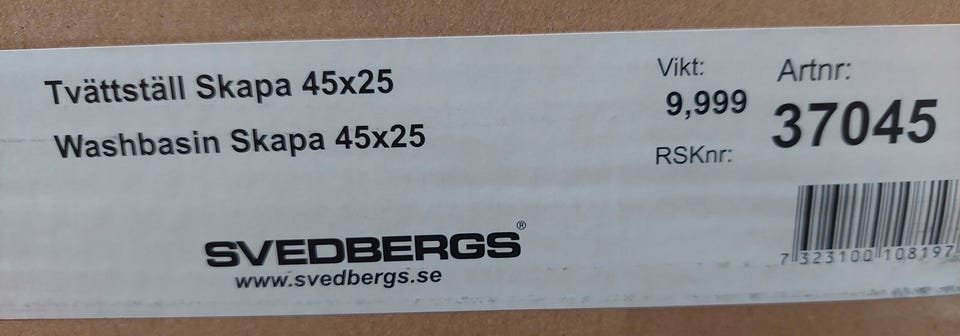 Tvättställ Skapa 45x25
Washbasin Skapa 45x25
Vikt:
9,999
RSKnr:
Artnr:
37045
7 323100 108197
SVEDBERGS®
www.svedbergs.se